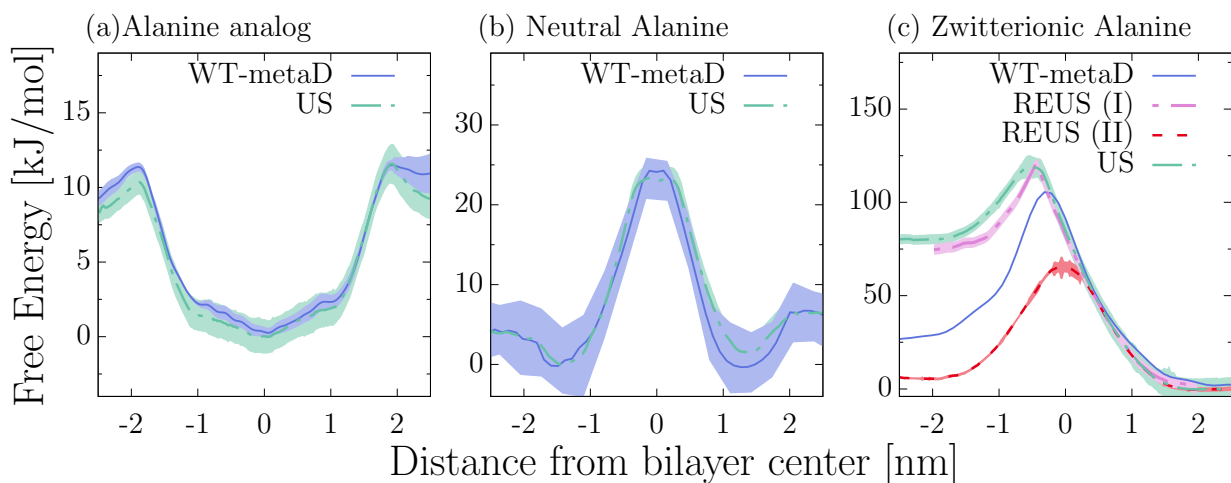 (a)Alanine analog
(b) Neutral Alanine
(c) Zwitterionic Alanine
Free Energy [kJ/mol]
WT-metaD
US
15
10
5
0
-2 -1 0 1 2
WT-metaD
US
30
20
10
0
-2 -1 0 1 2
WT-metaD
REUS (I)
REUS (II)
US
150
100
50
0
-2 -1 0 1 2
Distance from bilayer center [nm]